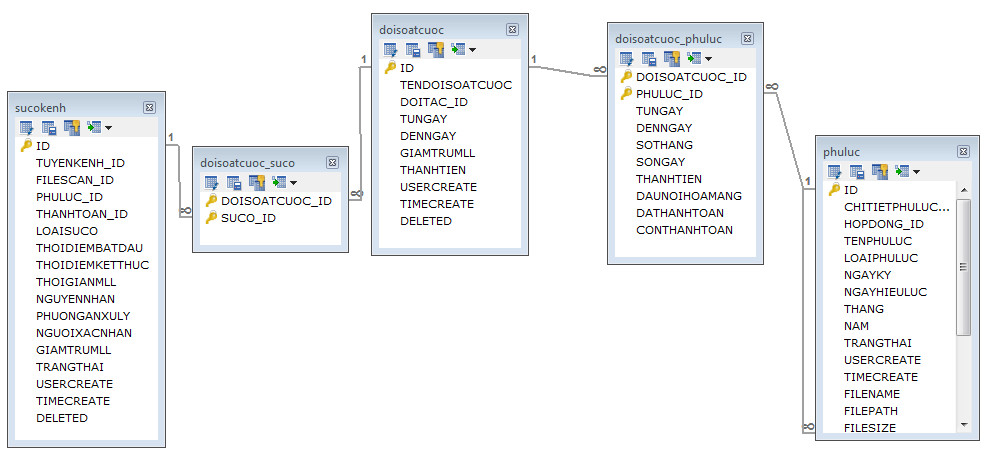 sucokenh
ID
TUYENKENH_ID
FILESCAN_ID
PHULUC_ID
THANHTOAN_ID
LOAISUCO
THOIDIEMBATDAU
THOIDIEMKETTHUC
THOIGIANMLL
NGUYENNHAN
PHUONGANXULY
NGUOIXACNHAN
GIAMTRUMLL
TRANGTHAI
USERCREATE
TIMECREATE
DELETED
1
∞
doisoatcuoc_suco
DOISOATCUOC_ID
SUCO_ID
1
∞
doisoatcuoc
ID
TENDOISOATCUOC
DOITAC_ID
TUNGAY
DENNGAY
GIAMTRUMLL
THANHTIEN
USERCREATE
TIMECREATE
DELETED
1
∞
doisoatcuoc_phuluc
DOISOATCUOC_ID
PHULUC_ID
TUNGAY
DENNGAY
SOTHANG
SONGAY
THANHTIEN
DAUNOIHOAMANG
DATHANHTOAN
CONTHANHTOAN
∞
1
∞
phuluc
ID
CHITIETPHULUC...
HOPDONG_ID
TENPHULUC
LOAIPHULUC
NGAYKY
NGAYHIEULUC
THANG
NAM
TRANGTHAI
USERCREATE
TIMECREATE
FILENAME
FILEPATH
FILESIZE